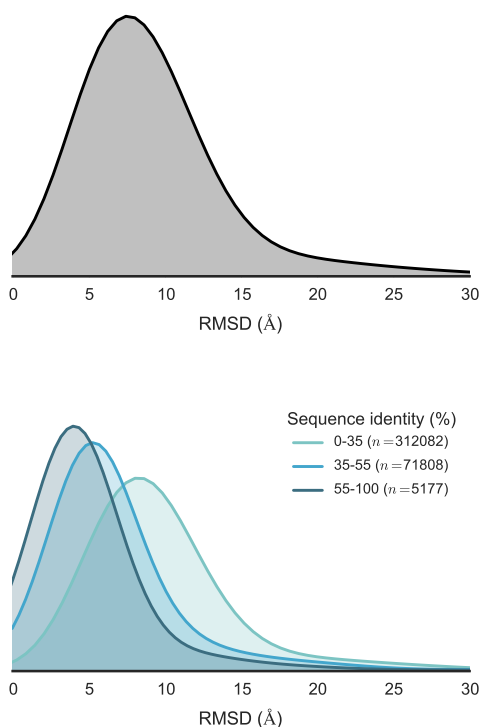 0 5 10 15 20 25 30
RMSD (Å)
Sequence identity (%)
0-35 (n=312082)
35-55 (n=71808)
55-100 (n=5177)
0 5 10 15 20 25 30
RMSD (Å)